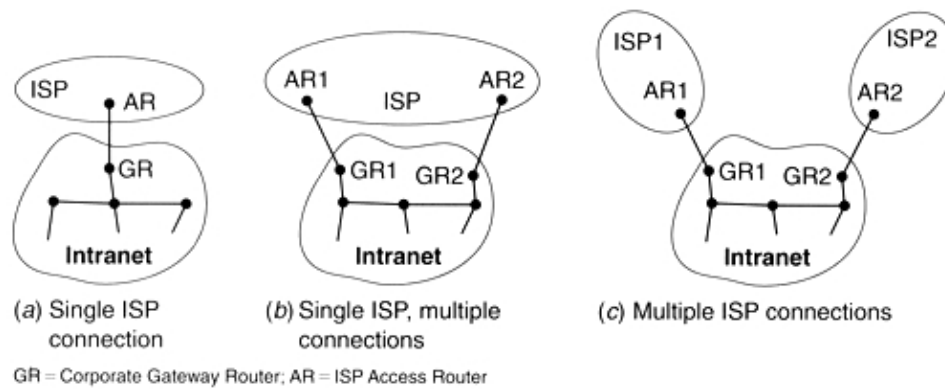 ISP
AR
GR
Intranet
(a) Single ISP
connection
AR1
AR2
ISP
GR1
GR2
Intranet
(b) Single ISP, multiple
connections
ISP1
ISP2
AR1
AR2
GR1
GR2
Intranet
(c) Multiple ISP connections
GR = Corporate Gateway Router; AR = ISP Access Router